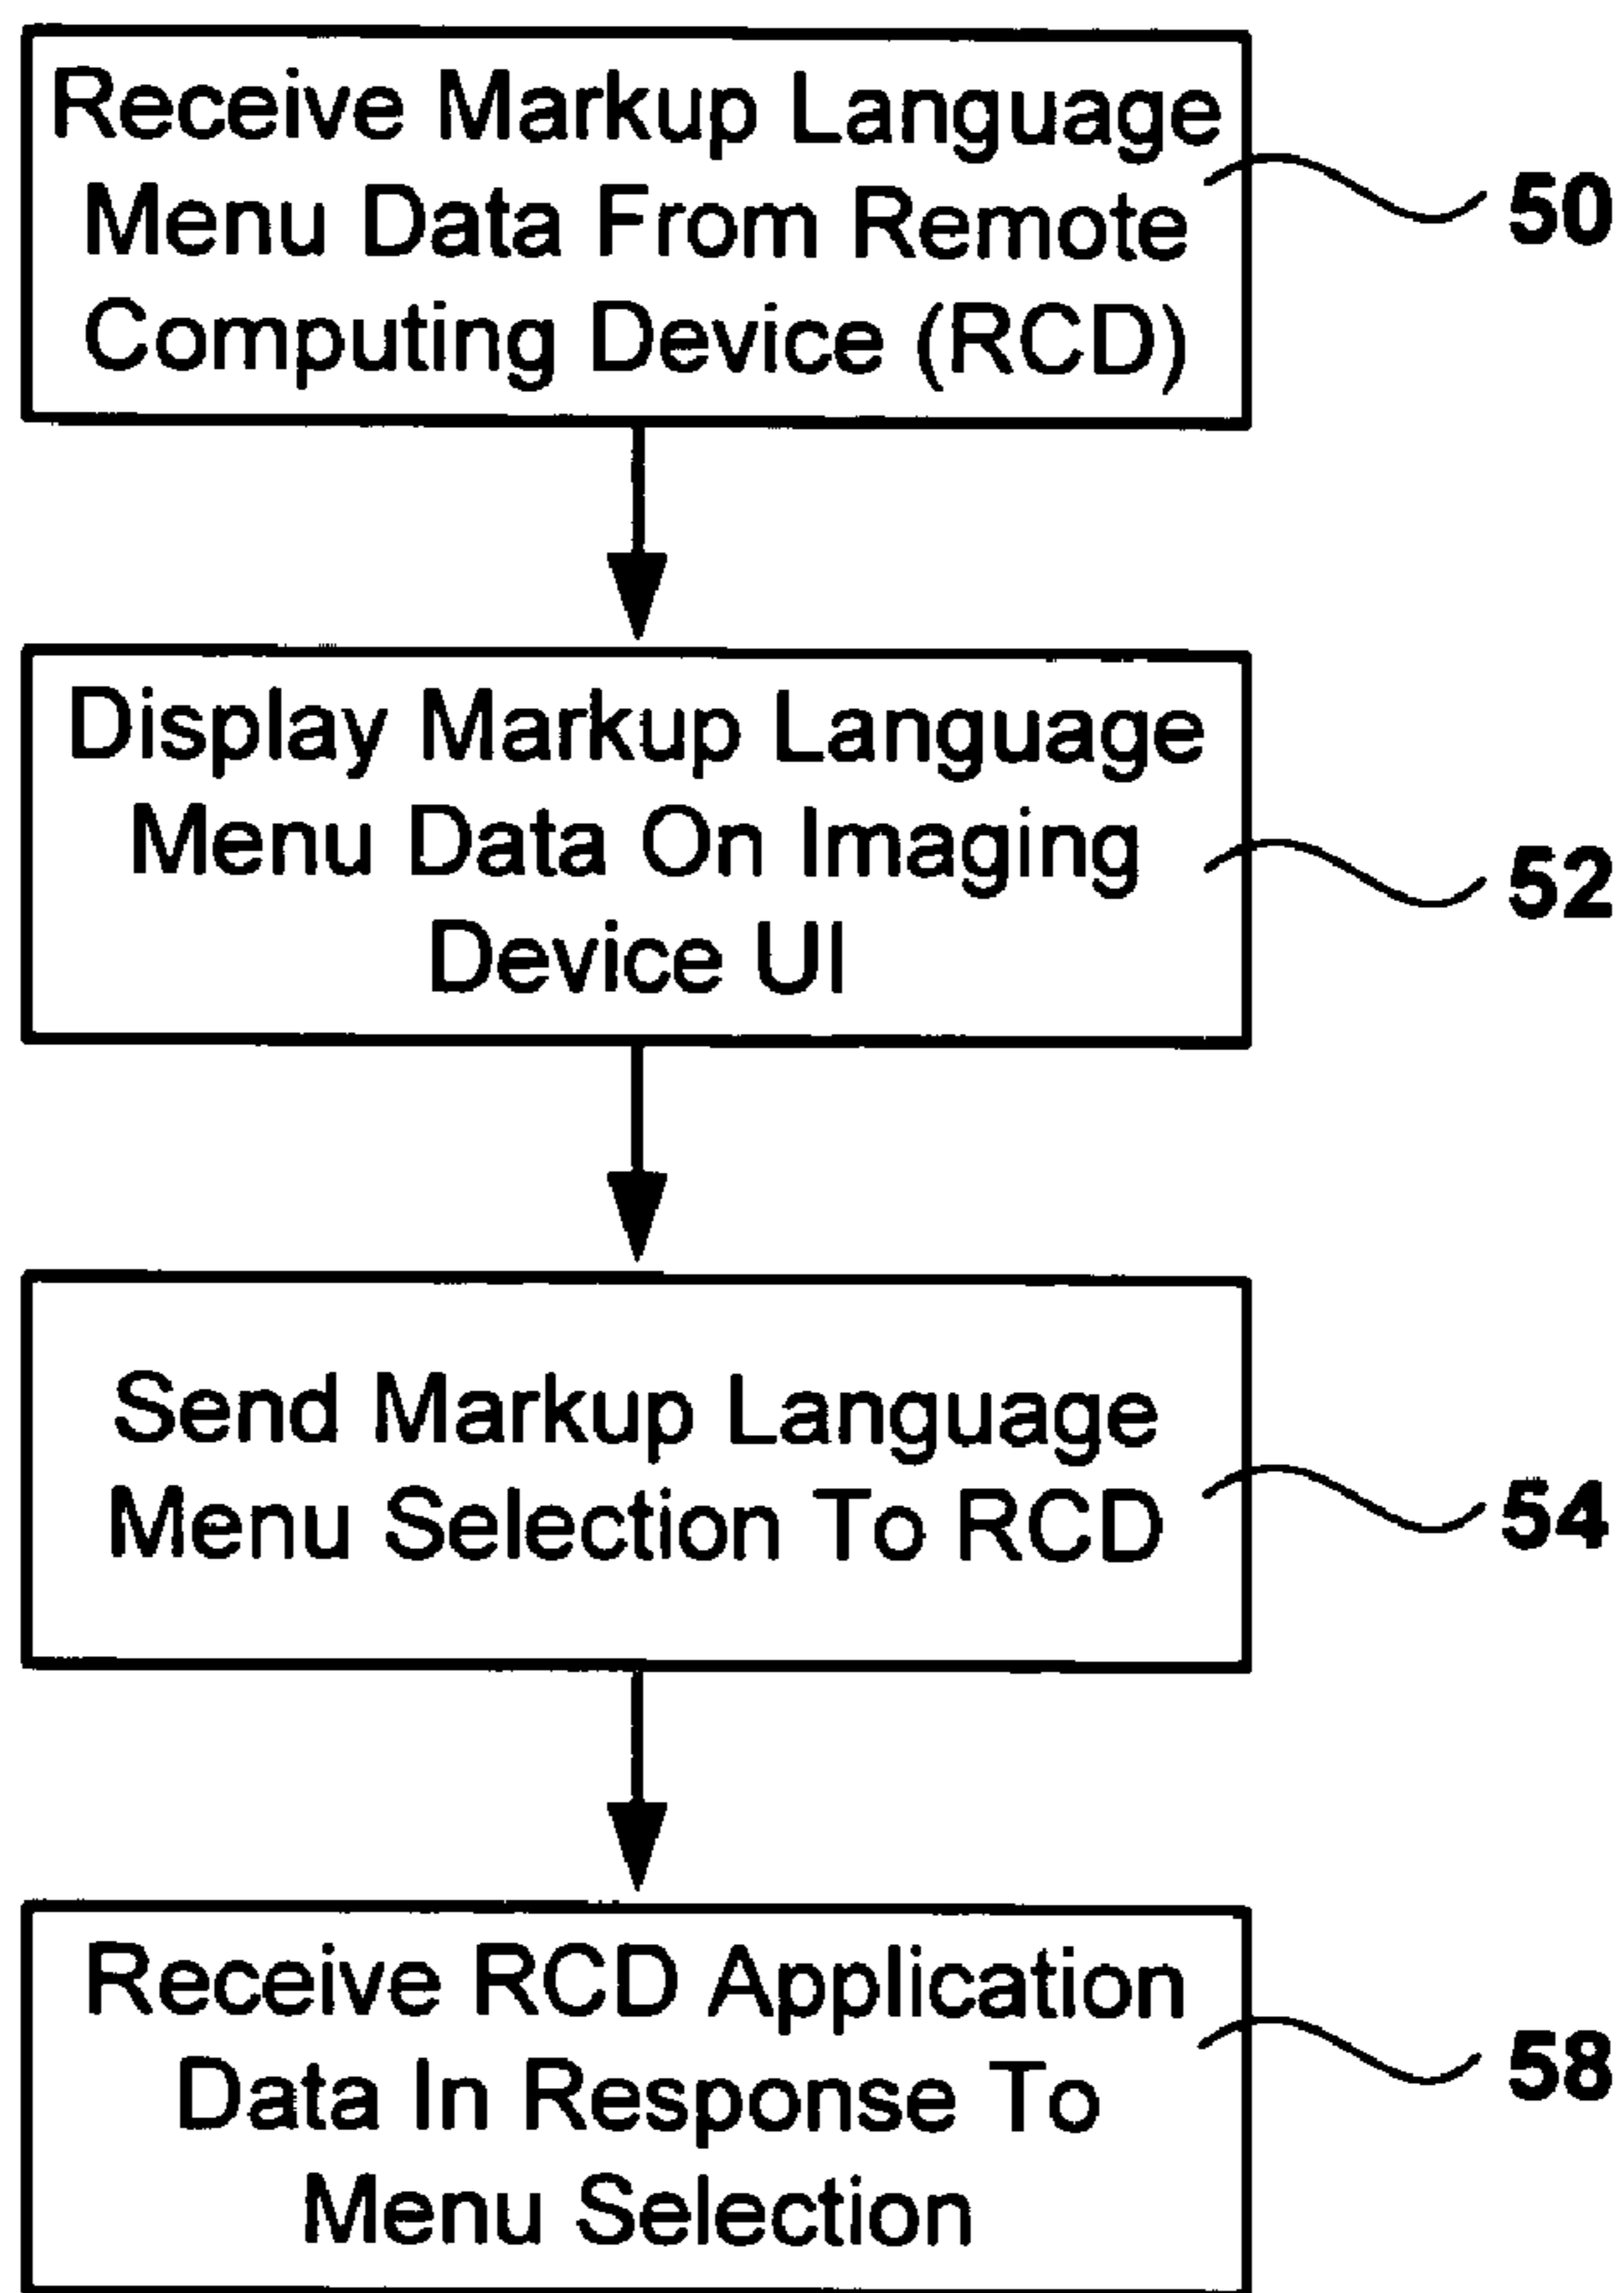 Receive Markup Language
Menu Data From Remote
Computing Device (RCD)
50
Display Markup Language
Menu Data On Imaging
Device UI
52
Send Markup Language
Menu Selection To RCD
54
Receive RCD Application
Data In Response To
Menu Selection
58